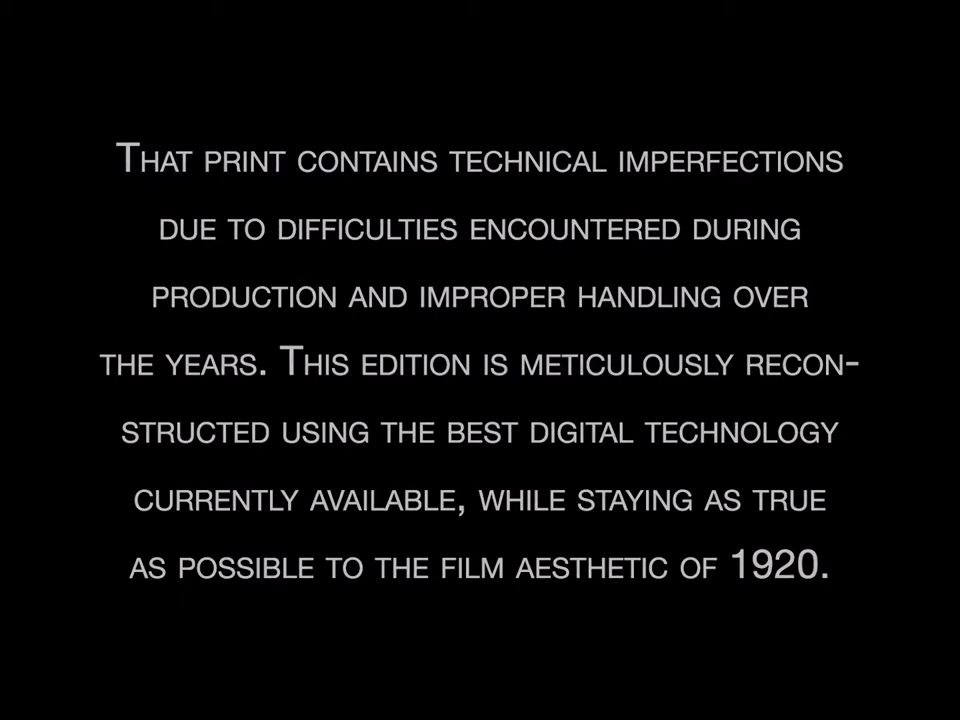 That print contains technical imperfections
due to difficulties encountered during
production and improper handling over
the years. This edition is meticulously recon-
structed using the best digital technology
currently available, while staying as true
as possible to the film aesthetic of 1920.